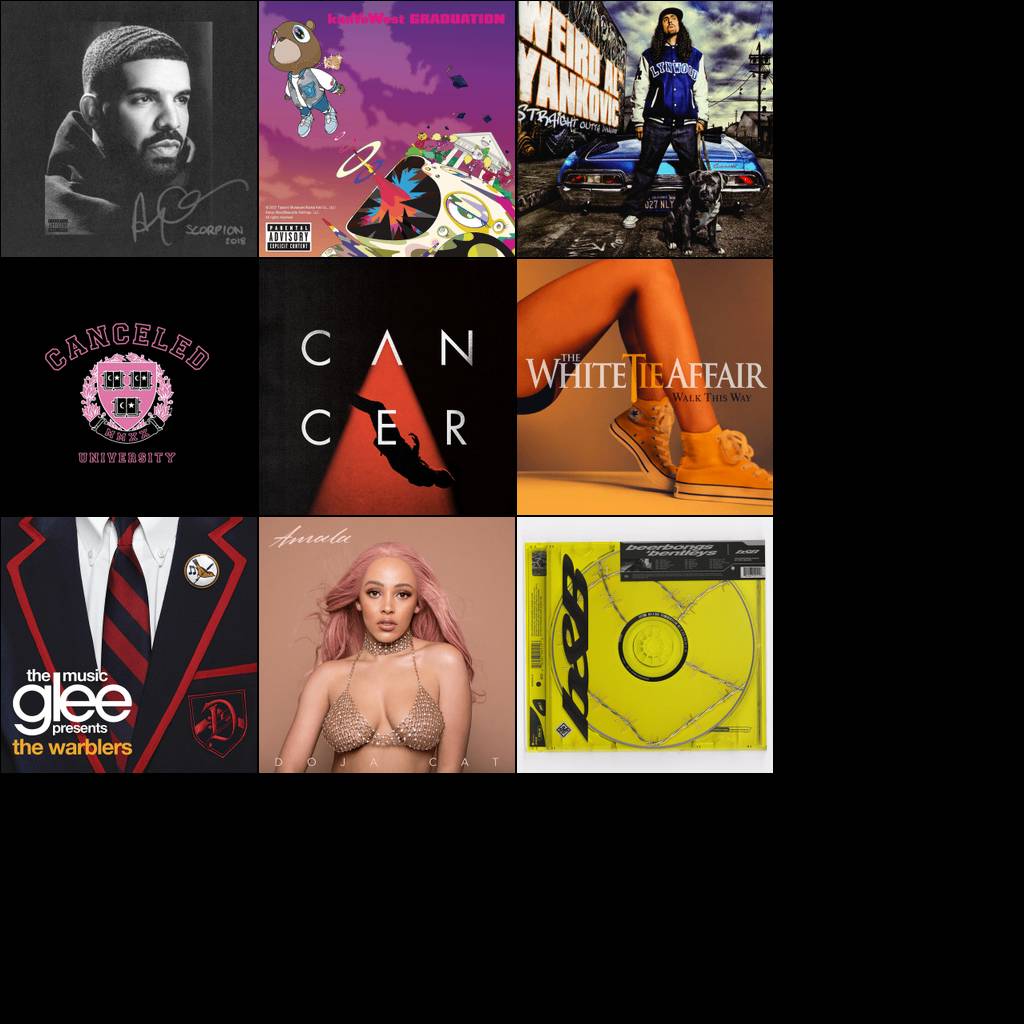 SCORPION
2018
kanYeWest GRADUATION
PARENTAL
ADVISORY
EXPLICIT CONTENT
WEIRD AL
YANKOVIC
STRAIGHT OUTTA
LYNWOOD
027 NLY
CANCELED
MMXX
UNIVERSITY
CAN
CER
THE
WHITE TIE AFFAIR
WALK THIS WAY
the music
glee
presents
the warblers
D
Amala
DOJA CAT
beerbongs
'bentleys
b&b